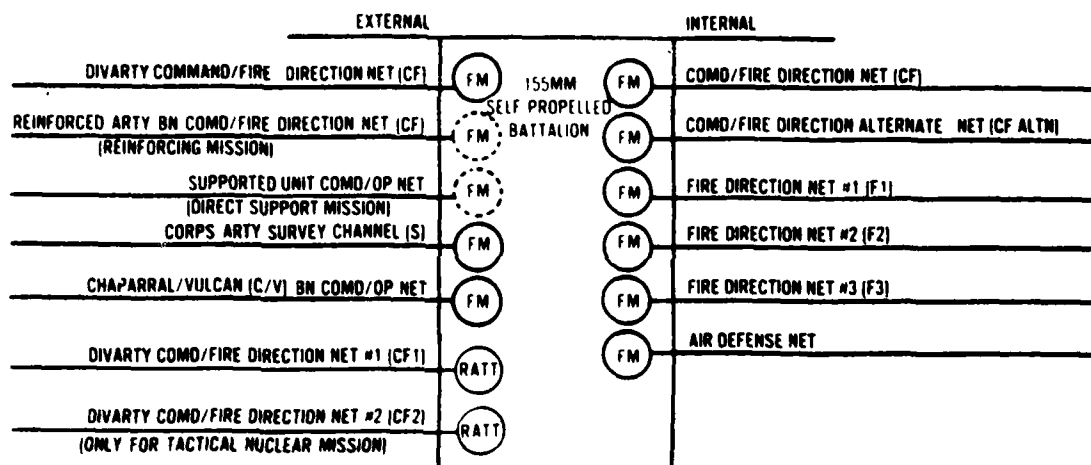 EXTERNAL
INTERNAL
DIVARTY COMMAND/FIRE DIRECTION NET (CF)
FM
155MM
SELF PROPELLED
BATTALION
FM
COMD/FIRE DIRECTION NET (CF)
REINFORCED ARTY BN COMD/FIRE DIRECTION NET (CF)
(REINFORCING MISSION)
FM
FM
COMD/FIRE DIRECTION ALTERNATE NET (CF ALTN)
SUPPORTED UNIT COMD/OP NET
(DIRECT SUPPORT MISSION)
FM
FM
FIRE DIRECTION NET #1 (F1)
CORPS ARTY SURVEY CHANNEL (S)
FM
FM
FIRE DIRECTION NET #2 (F2)
CHAPARRAL/VULCAN (C/V) BN COMD/OP NET
FM
FM
FIRE DIRECTION NET #3 (F3)
DIVARTY COMD/FIRE DIRECTION NET #1 (CF1)
RATT
FM
AIR DEFENSE NET
DIVARTY COMD/FIRE DIRECTION NET #2 (CF2)
(ONLY FOR TACTICAL NUCLEAR MISSION)
RATT